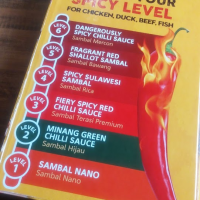 YOUR
SPICY LEVEL
FOR CHICKEN, DUCK, BEEF, FISH
LEVEL 6
DANGEROUSLY
SPICY CHILLI SAUCE
Sambal Mercon
LEVEL 5
FRAGRANT RED
SHALLOT SAMBAL
Sambal Bawang
LEVEL 4
SPICY SULAWESI
SAMBAL
Sambal Rica
LEVEL 3
FIERY SPICY RED
CHILLI SAUCE
Sambal Terasi Premium
LEVEL 2
MINANG GREEN
CHILLI SAUCE
Sambal Hijau
LEVEL 1
SAMBAL NANO
Sambal Nano